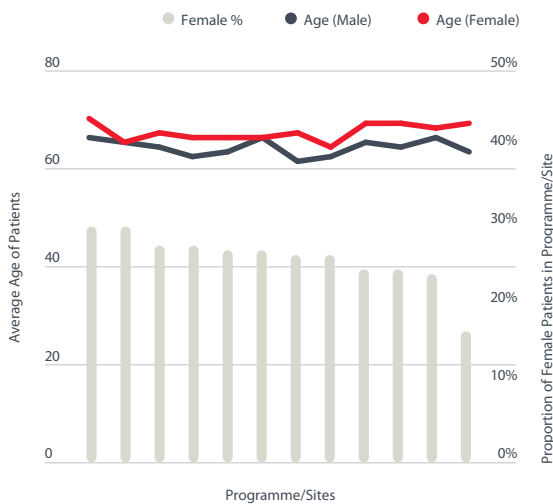 Female % Age (Male) Age (Female)
80 50%
60 40%
40 30%
20 20%
0 10%
0%
Average Age of Patients
Proportion of Female Patients in Programme/Site
Programme/Sites